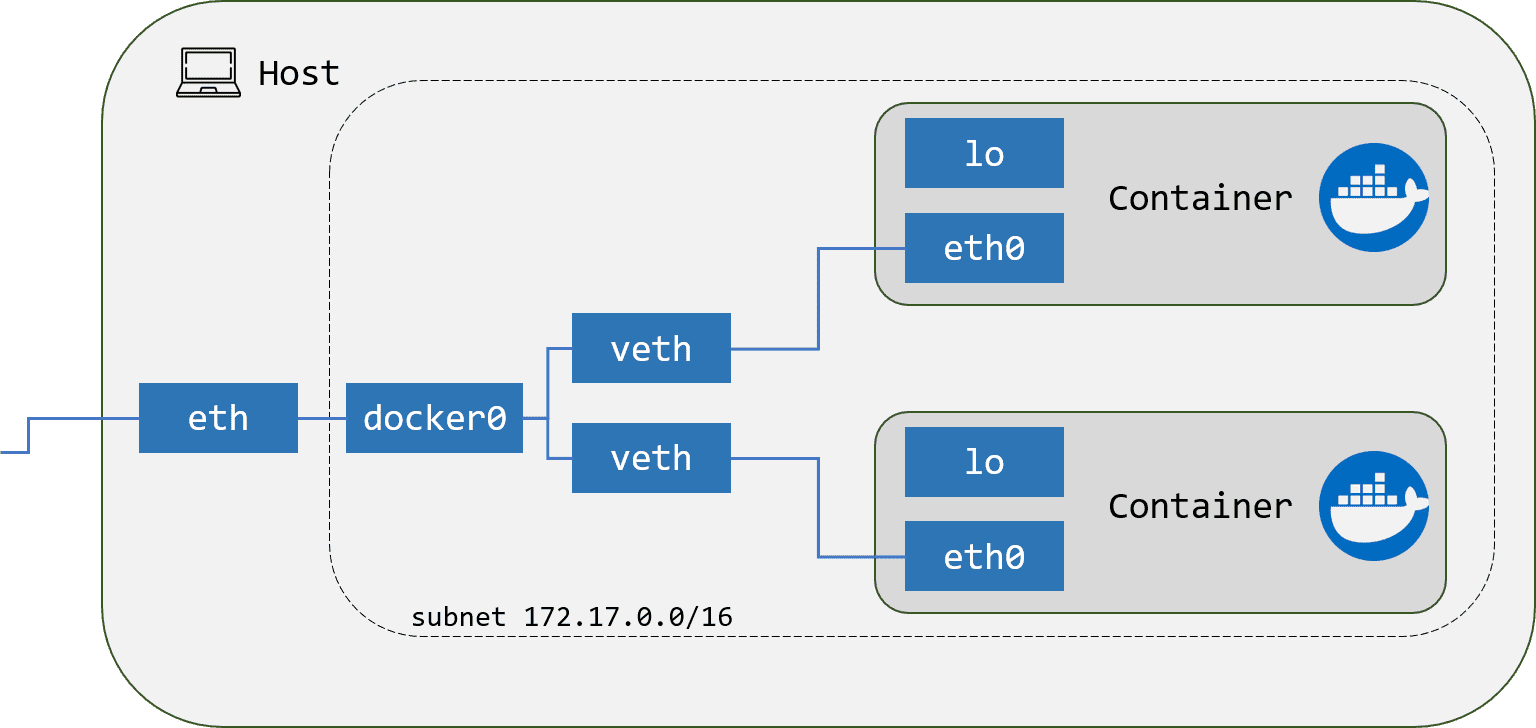 Host
lo
Container
eth0
veth
eth
docker0
veth
lo
Container
eth0
subnet 172.17.0.0/16